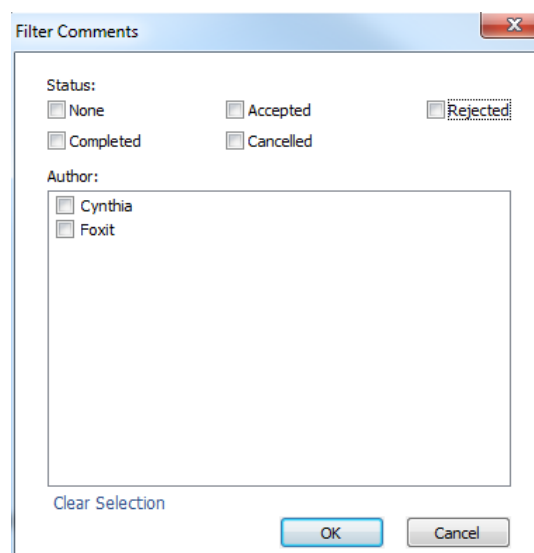 Filter Comments
Status:
None Accepted Rejected
Completed Cancelled
Author:
Cynthia
Foxit
Clear Selection
OK Cancel